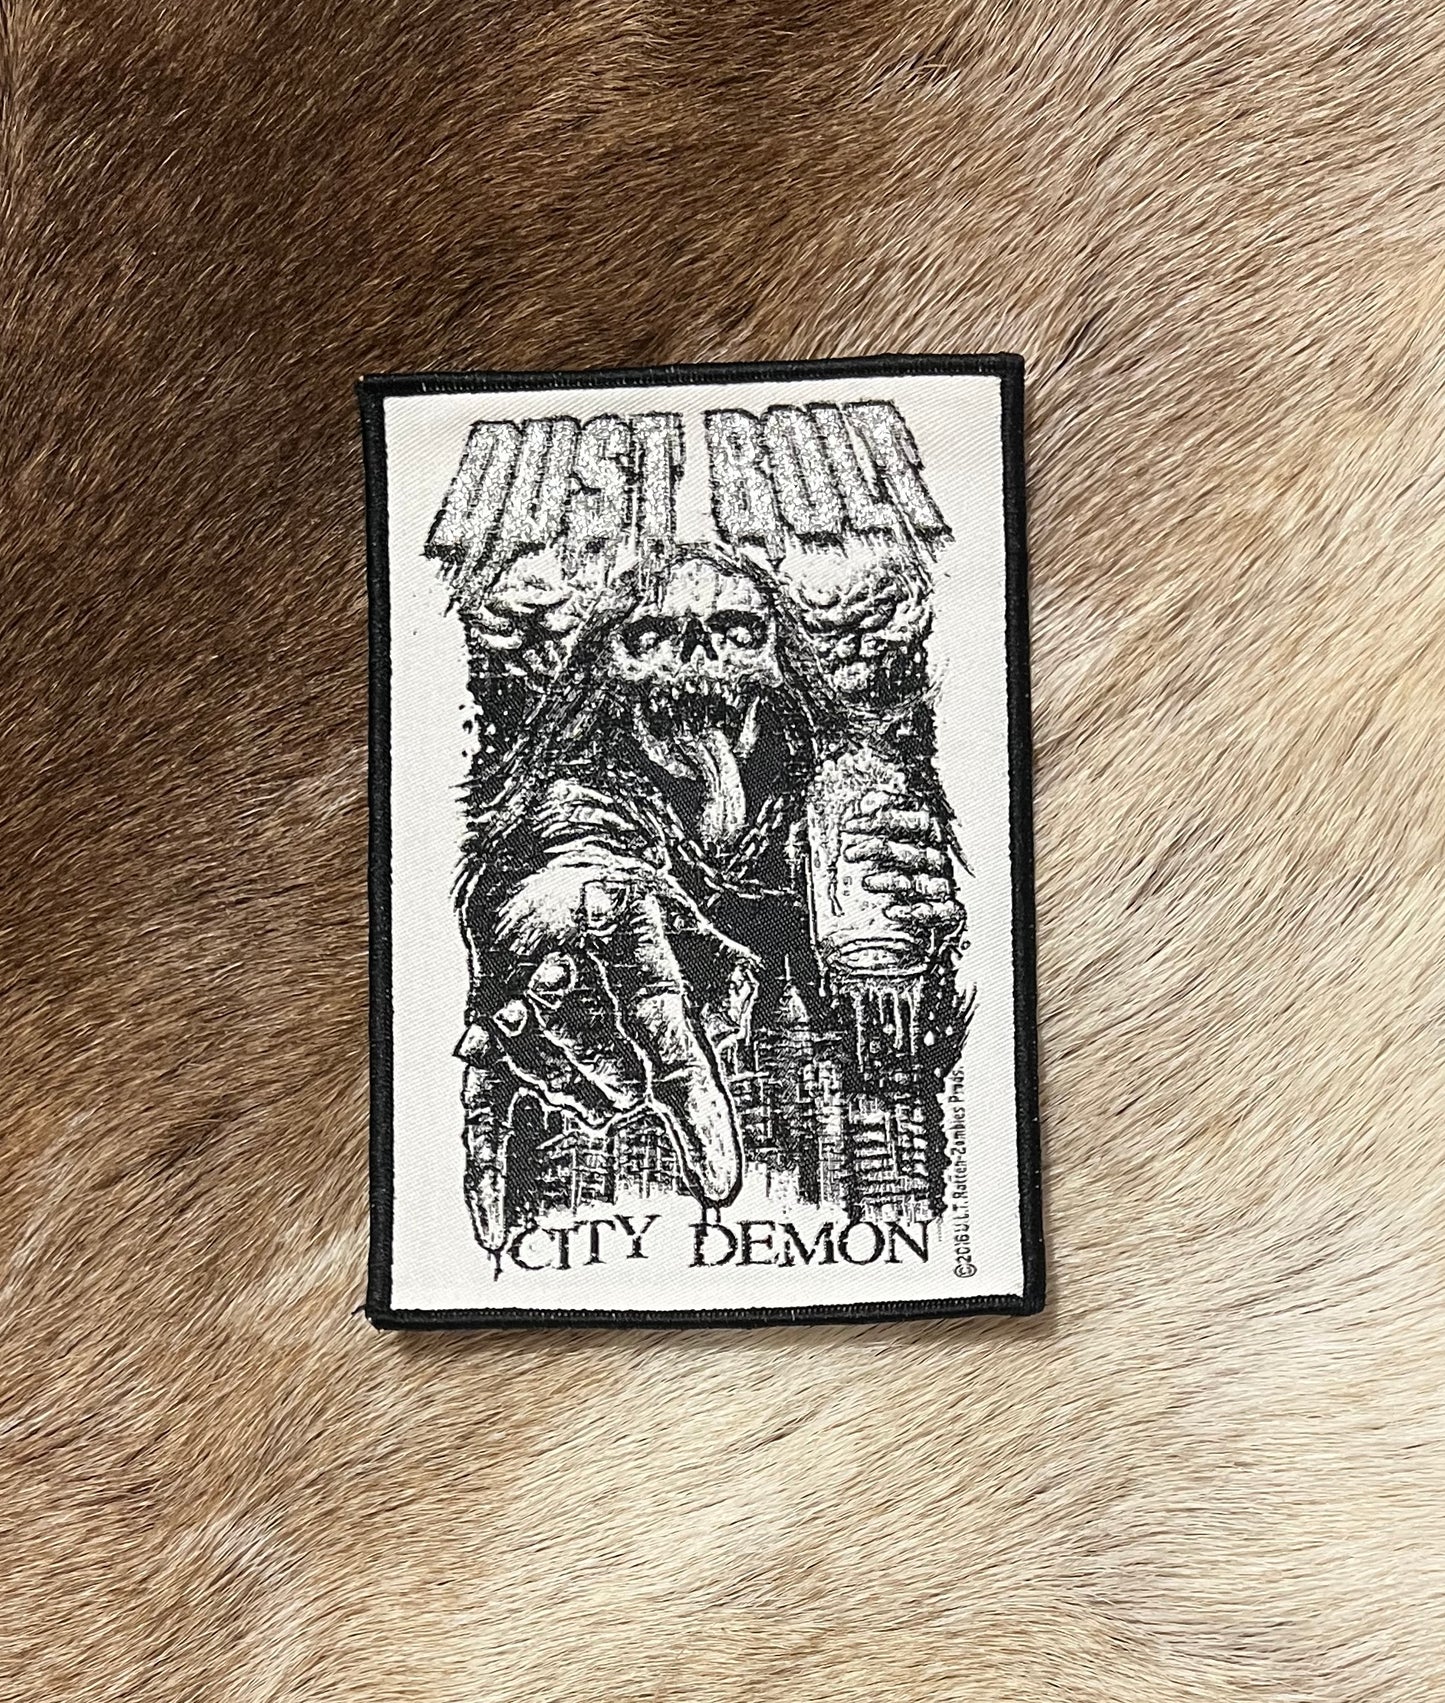 DUST BOLT
CITY DEMON
©2016 U.L.T. Ratten-Zombies Prods.